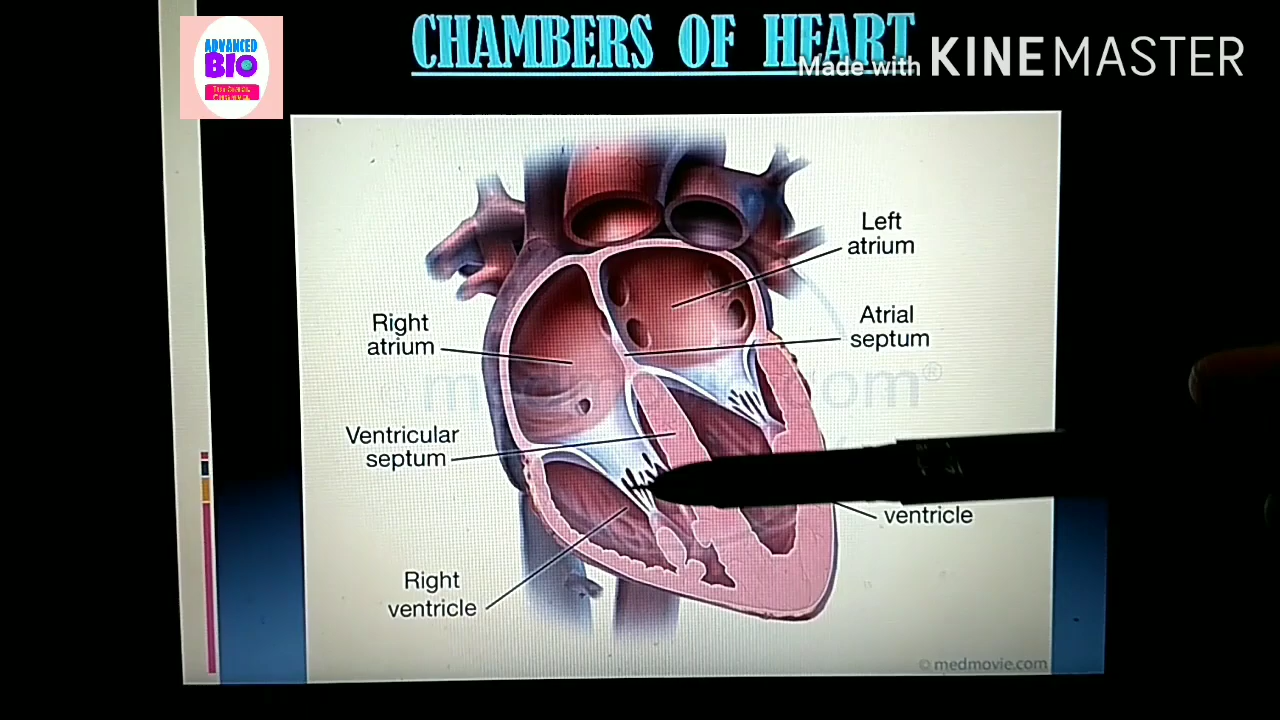 CHAMBERS OF HEART
Made with KINEMASTER
ADVANCED
BIO
Left
atrium
Right
atrium
Atrial
septum
Ventricular
septum
ventricle
Right
ventricle
© medmovie.com